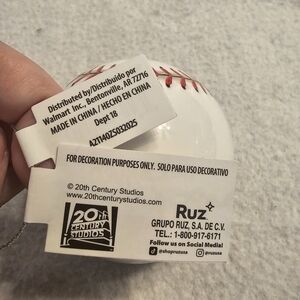 Distributed by/Distribuido por
Walmart Inc., Bentonville, AR 72716
MADE IN CHINA / HECHO EN CHINA
Dept 18
A2114OZS032025
FOR DECORATION PURPOSES ONLY. SOLO PARA USO DECORATIVO
© 20th Century Studios
www.20thcenturystudios.com
20th
CENTURY
STUDIOS
Ruz
GRUPO RUZ, S.A. DE C.V.
TEL.: 1-800-917-6171
Follow us on Social Media!
@shopruzusa @ruzusa